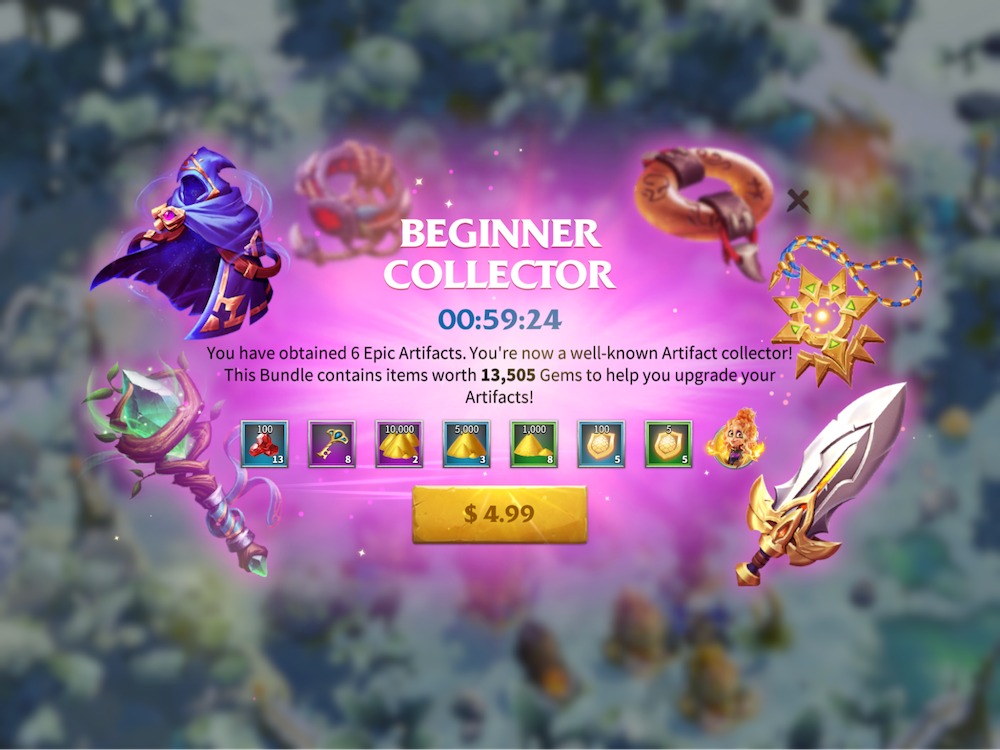 BEGINNER
COLLECTOR
00:59:24
You have obtained 6 Epic Artifacts. You're now a well-known Artifact collector!
This Bundle contains items worth 13,505 Gems to help you upgrade your
Artifacts!
100 10,000 5,000 1,000 100 5
13 8 2 3 8 5 5
$ 4.99